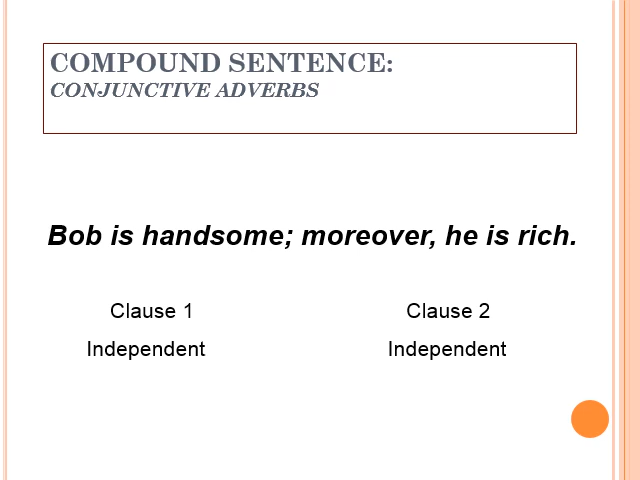 COMPOUND SENTENCE:
CONJUNCTIVE ADVERBS
Bob is handsome; moreover, he is rich.
Clause 1 Clause 2
Independent Independent